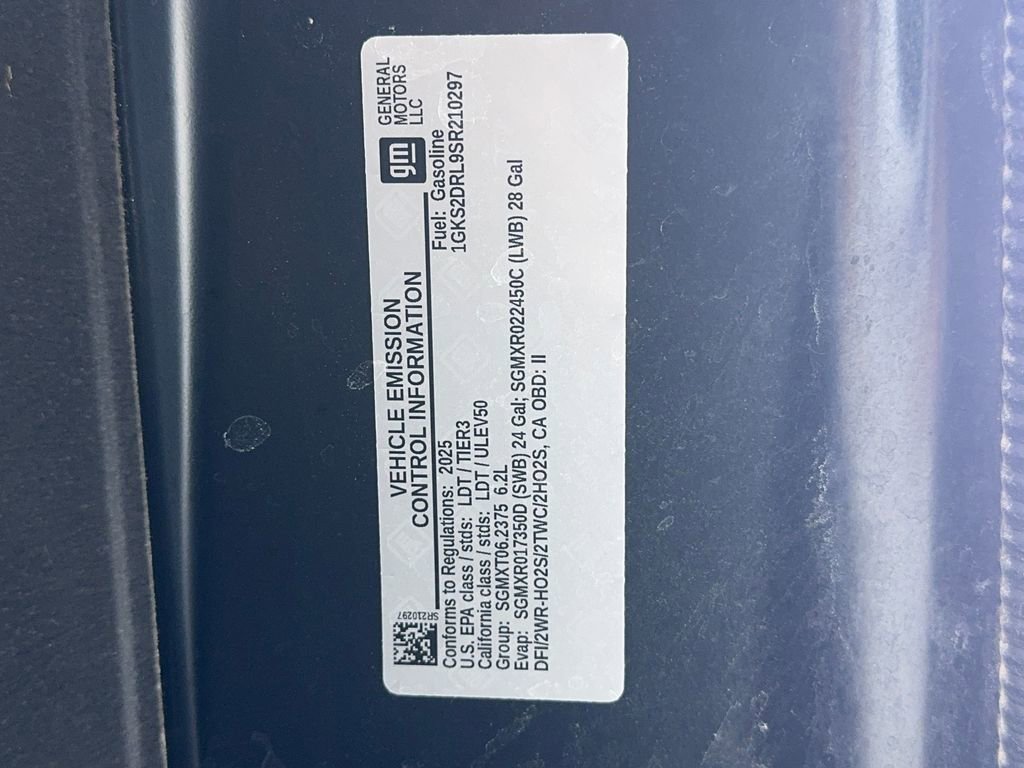 gm
GENERAL
MOTORS
LLC
VEHICLE EMISSION
CONTROL INFORMATION
SR210297
Conforms to Regulations: 2025
Fuel: Gasoline
U.S. EPA class / stds: LDT / TIER3
1GKS2DRL9SR210297
California class / stds: LDT / ULEV50
Group: SGMXT06.2375 6.2L
Evap: SGMXR017350D (SWB) 24 Gal; SGMXR022450C (LWB) 28 Gal
DFI/2WR-HO2S/2TWC/2HO2S, CA OBD: II